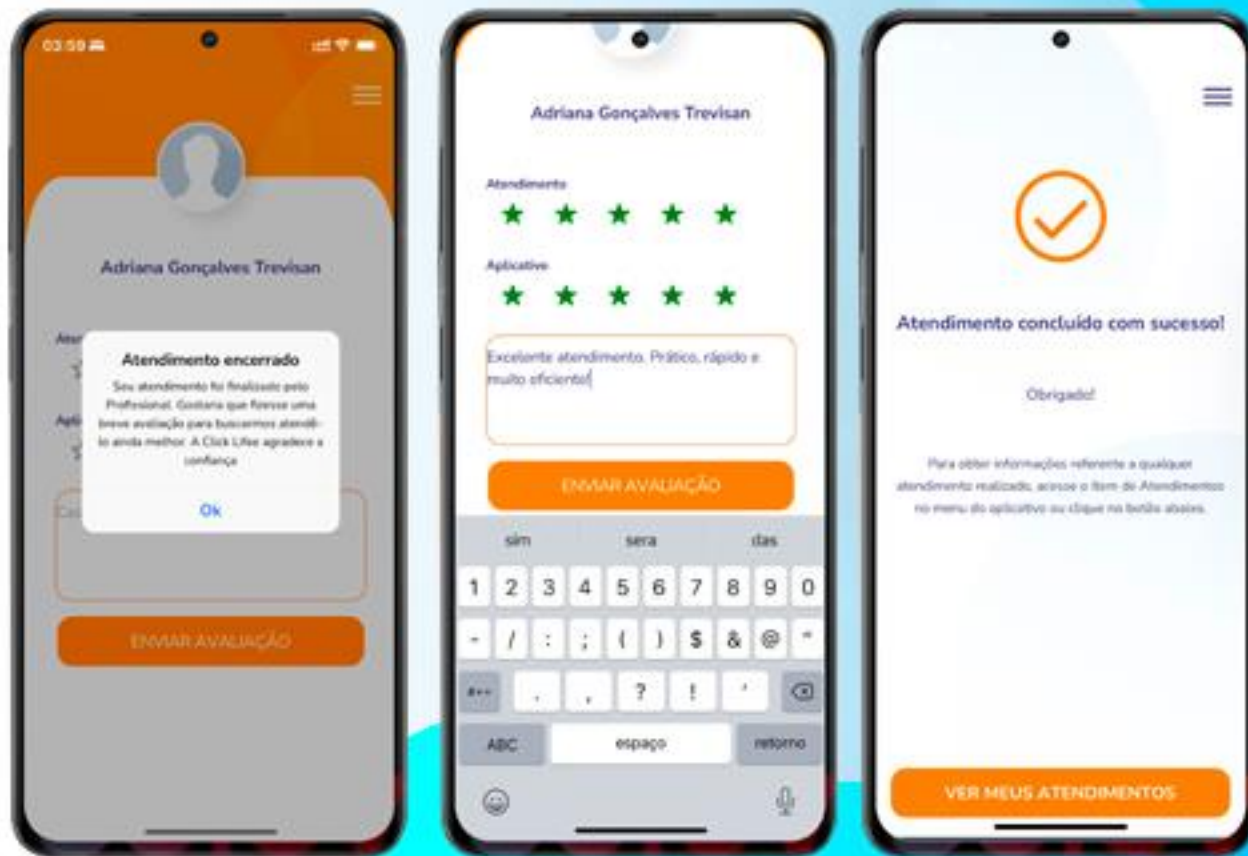 03:59
Adriana Gonçalves Trevisan
Atendimento encerrado
Seu atendimento foi finalizado pelo
Profissional. Gostaria que fizesse uma
breve avaliação para buscarmos atendê-
lo ainda melhor. A Click Lifee agradece a
confiança
Ok
ENVIAR AVALIAÇÃO
Adriana Gonçalves Trevisan
Atendimento
Aplicativo
Excelente atendimento. Prático, rápido e
muito eficiente!
ENVIAR AVALIAÇÃO
sim sera das
1 2 3 4 5 6 7 8 9 0
- / : ; ( ) $ & @ "
#+= . , ? ! '
ABC espaço retorno
Atendimento concluído com sucesso!
Obrigado!
Para obter informações referente a qualquer
atendimento realizado, acesse o item de Atendimentos
no menu do aplicativo ou clique no botão abaixo.
VER MEUS ATENDIMENTOS